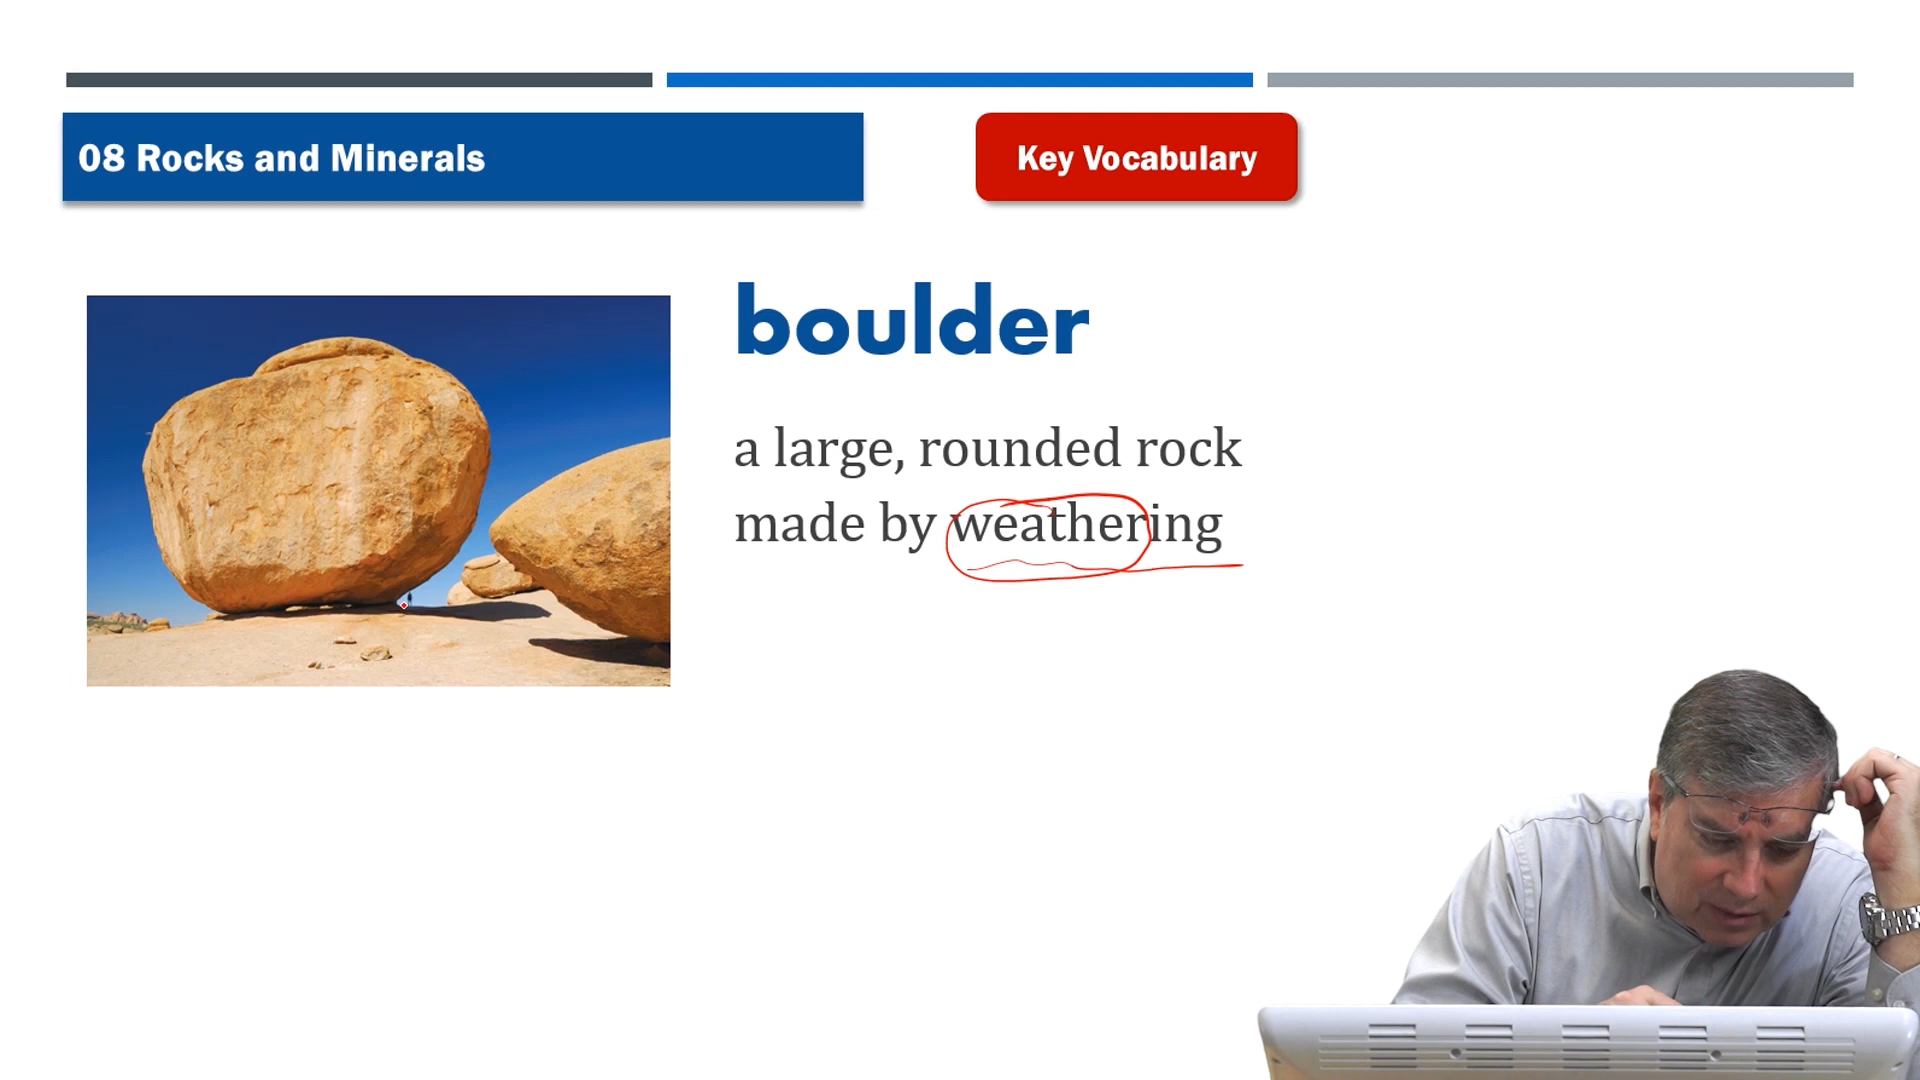 08 Rocks and Minerals
Key Vocabulary
boulder
a large, rounded rock
made by weathering